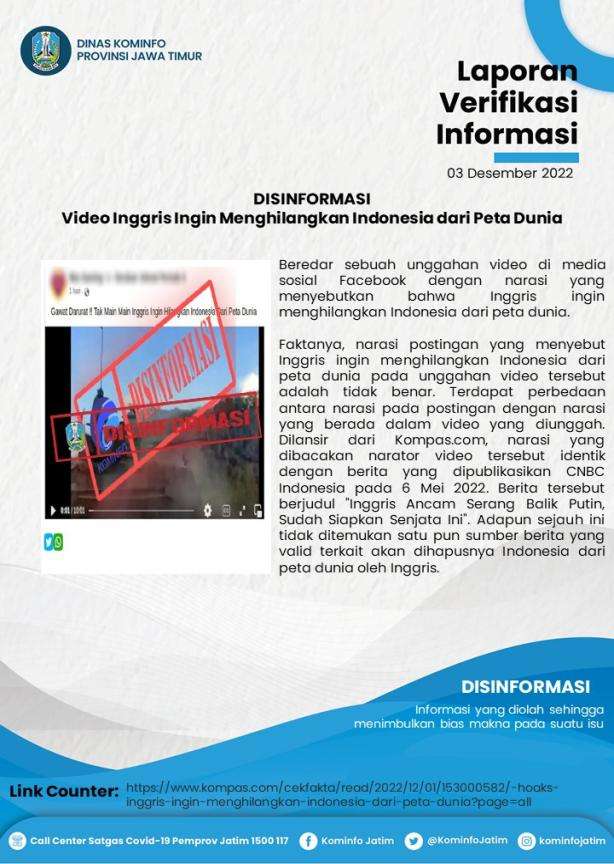 DINAS KOMINFO
PROVINSI JAWA TIMUR
Laporan
Verifikasi
Informasi
03 Desember 2022
DISINFORMASI
Video Inggris Ingin Menghilangkan Indonesia dari Peta Dunia
Gawat Darurat !! Tak Main Main Inggris Ingin Hilangkan Indonesia Dari Peta Dunia
DISINFORMASI
DISINFORMASI
KOMINFO
0:01 / 10:01
Beredar sebuah unggahan video di media
sosial Facebook dengan narasi yang
menyebutkan bahwa Inggris ingin
menghilangkan Indonesia dari peta dunia.
Faktanya, narasi postingan yang menyebut
Inggris ingin menghilangkan Indonesia dari
peta dunia pada unggahan video tersebut
adalah tidak benar. Terdapat perbedaan
antara narasi pada postingan dengan narasi
yang berada dalam video yang diunggah.
Dilansir dari Kompas.com, narasi yang
dibacakan narator video tersebut identik
dengan berita yang dipublikasikan CNBC
Indonesia pada 6 Mei 2022. Berita tersebut
berjudul "Inggris Ancam Serang Balik Putin,
Sudah Siapkan Senjata Ini". Adapun sejauh ini
tidak ditemukan satu pun sumber berita yang
valid terkait akan dihapusnya Indonesia dari
peta dunia oleh Inggris.
DISINFORMASI
Informasi yang diolah sehingga
menimbulkan bias makna pada suatu isu
Link Counter: https://www.kompas.com/cekfakta/read/2022/12/01/153000582/-hoaks-
inggris-ingin-menghilangkan-indonesia-dari-peta-dunia?page=all
Call Center Satgas Covid-19 Pemprov Jatim 1500 117 Kominfo Jatim @KominfoJatim kominfojatim